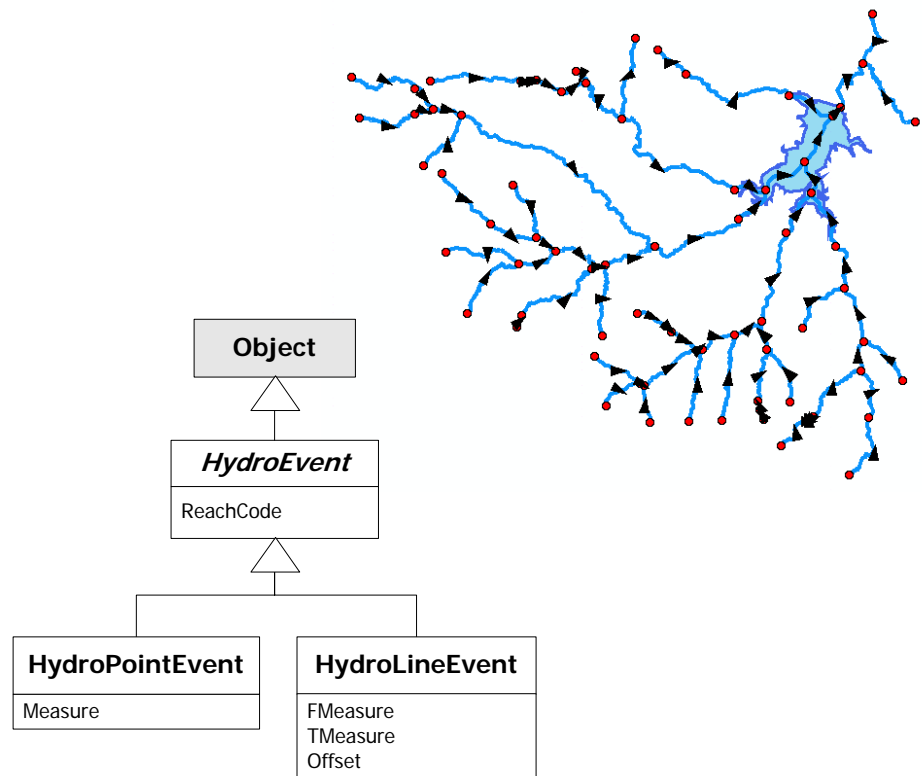 Object
HydroEvent
ReachCode
HydroPointEvent
Measure
HydroLineEvent
FMeasure
TMeasure
Offset